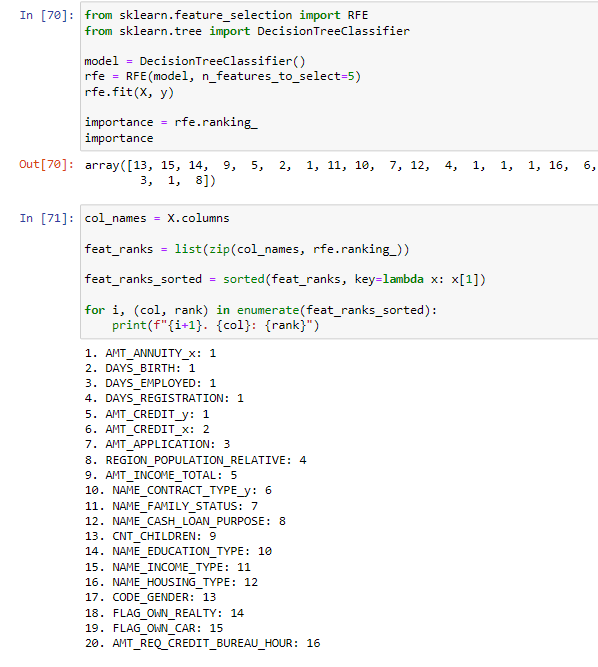 In [70]: from sklearn.feature_selection import RFE
from sklearn.tree import DecisionTreeClassifier
model = DecisionTreeClassifier()
rfe = RFE(model, n_features_to_select=5)
rfe.fit(X, y)
importance = rfe.ranking_
importance
Out[70]: array([13, 15, 14,  9,  5,  2,  1, 11, 10,  7, 12,  4,  1,  1,  1, 16,  6,
3,  1,  8])
In [71]: col_names = X.columns
feat_ranks = list(zip(col_names, rfe.ranking_))
feat_ranks_sorted = sorted(feat_ranks, key=lambda x: x[1])
for i, (col, rank) in enumerate(feat_ranks_sorted):
    print(f"{i+1}. {col}: {rank}")
1. AMT_ANNUITY_x: 1
2. DAYS_BIRTH: 1
3. DAYS_EMPLOYED: 1
4. DAYS_REGISTRATION: 1
5. AMT_CREDIT_y: 1
6. AMT_CREDIT_x: 2
7. AMT_APPLICATION: 3
8. REGION_POPULATION_RELATIVE: 4
9. AMT_INCOME_TOTAL: 5
10. NAME_CONTRACT_TYPE_y: 6
11. NAME_FAMILY_STATUS: 7
12. NAME_CASH_LOAN_PURPOSE: 8
13. CNT_CHILDREN: 9
14. NAME_EDUCATION_TYPE: 10
15. NAME_INCOME_TYPE: 11
16. NAME_HOUSING_TYPE: 12
17. CODE_GENDER: 13
18. FLAG_OWN_REALTY: 14
19. FLAG_OWN_CAR: 15
20. AMT_REQ_CREDIT_BUREAU_HOUR: 16